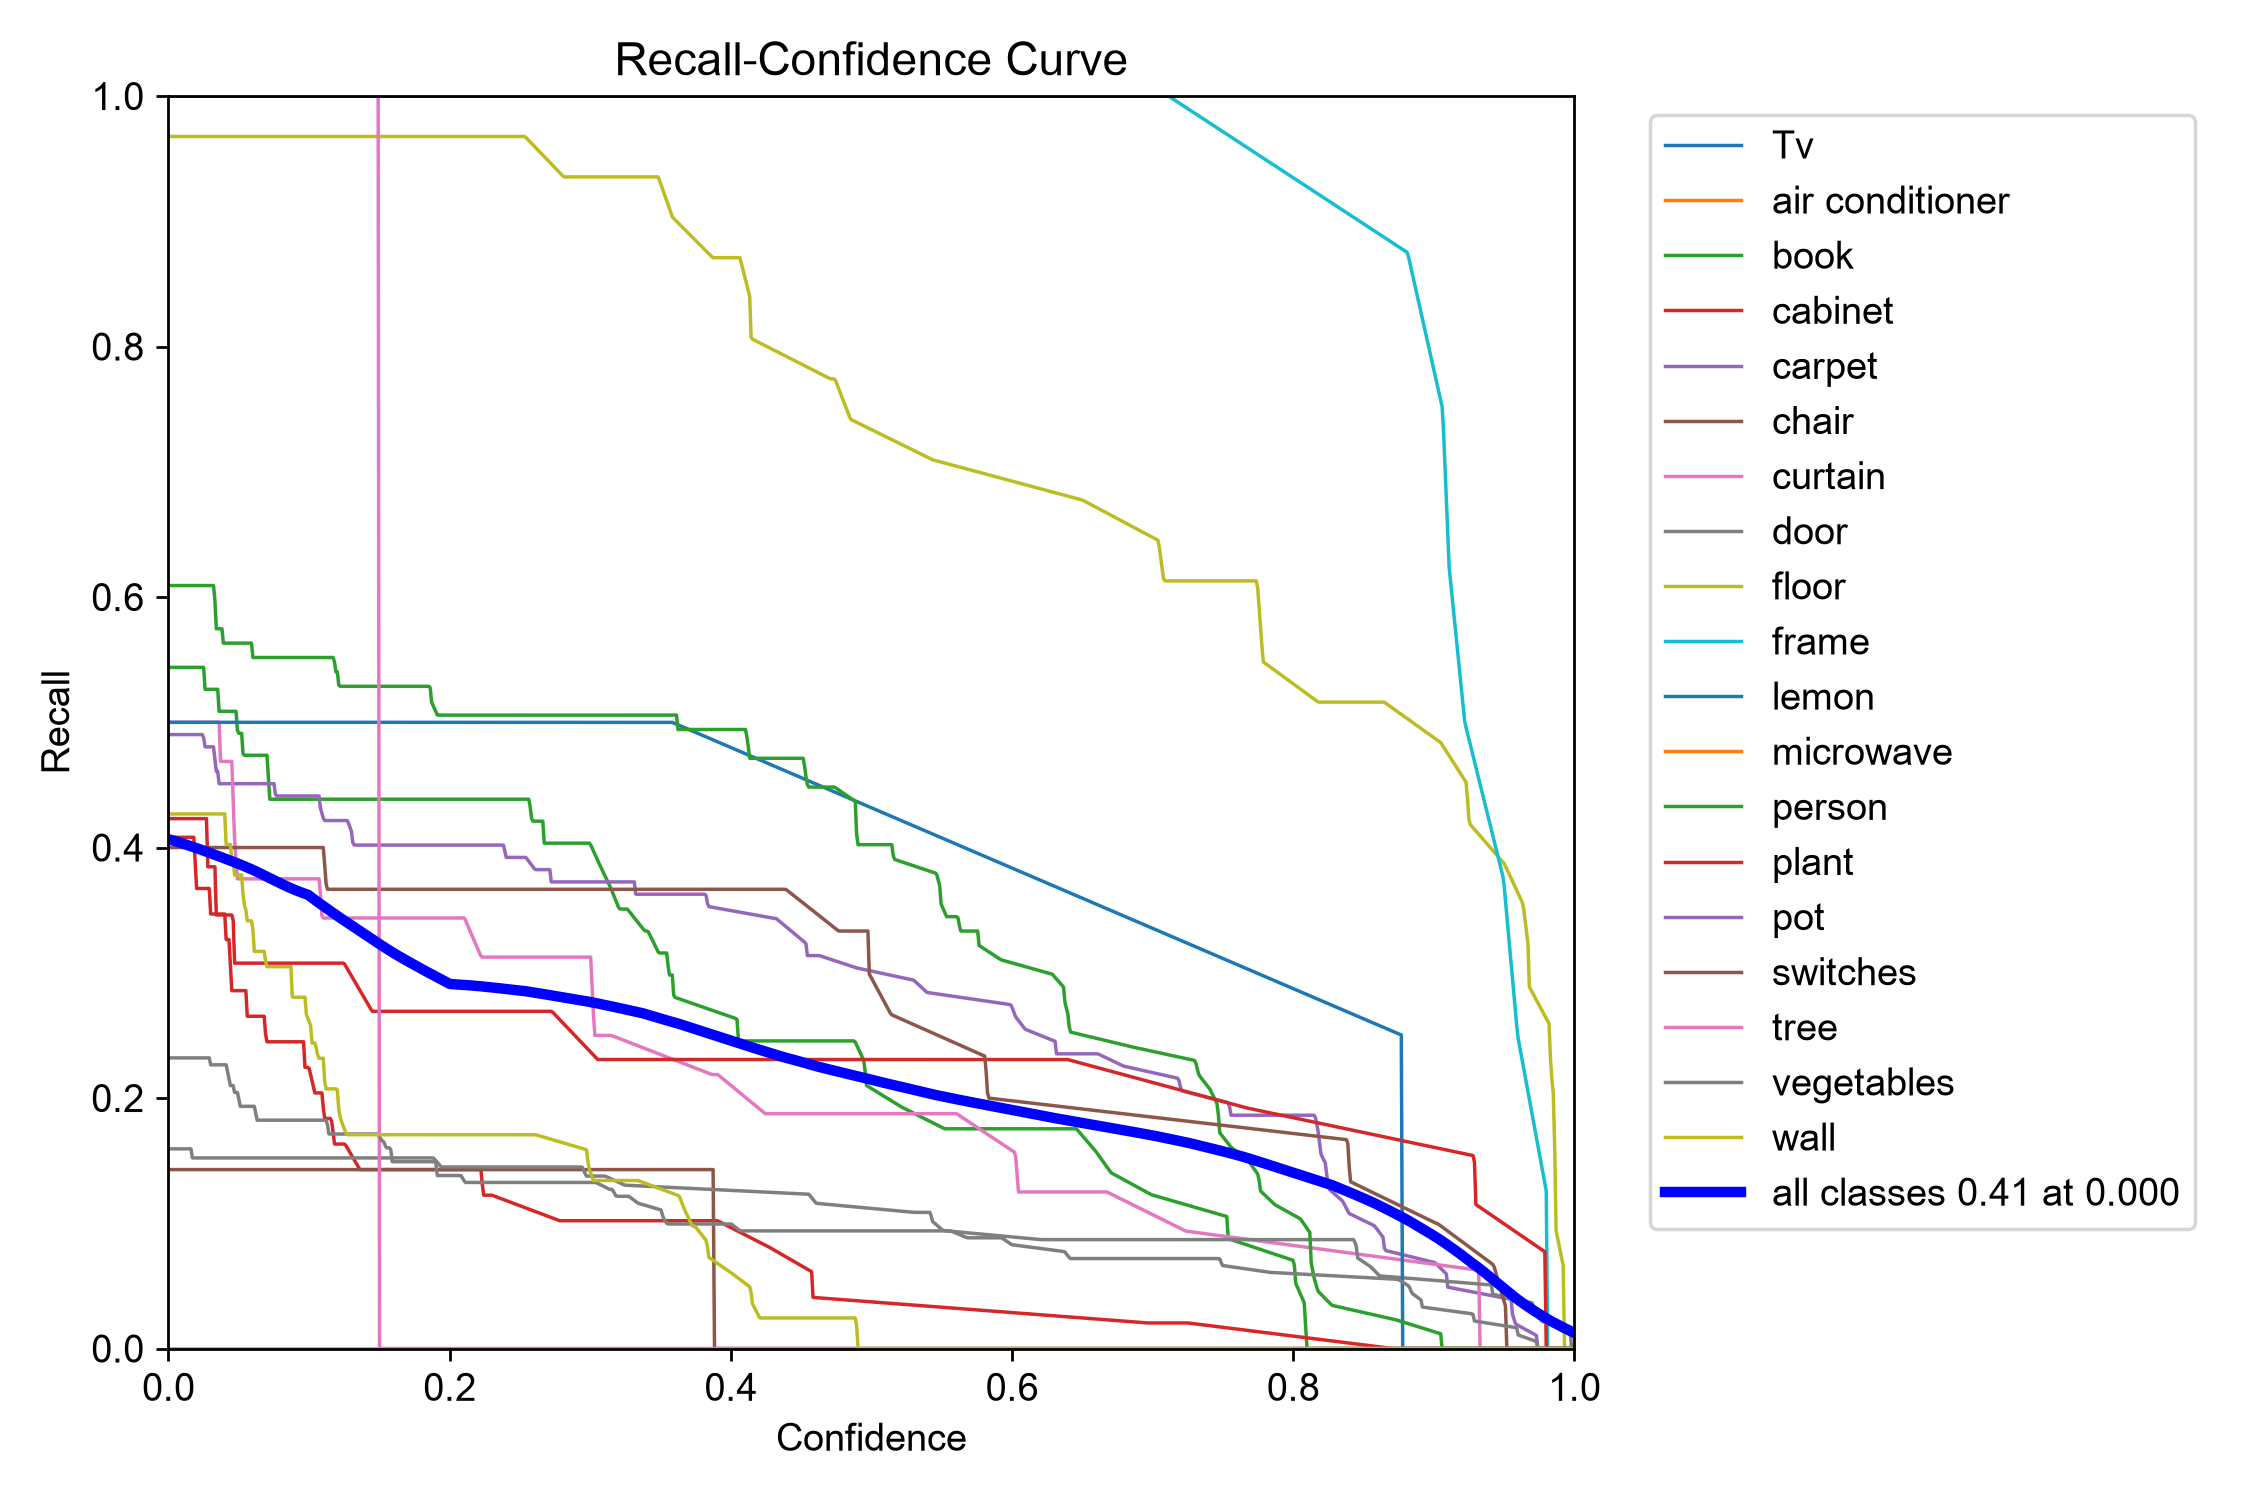 Recall-Confidence Curve
1.0
0.8
0.6
0.4
0.2
0.0
Recall
0.0 0.2 0.4 0.6 0.8 1.0
Confidence
Tv
air conditioner
book
cabinet
carpet
chair
curtain
door
floor
frame
lemon
microwave
person
plant
pot
switches
tree
vegetables
wall
all classes 0.41 at 0.000